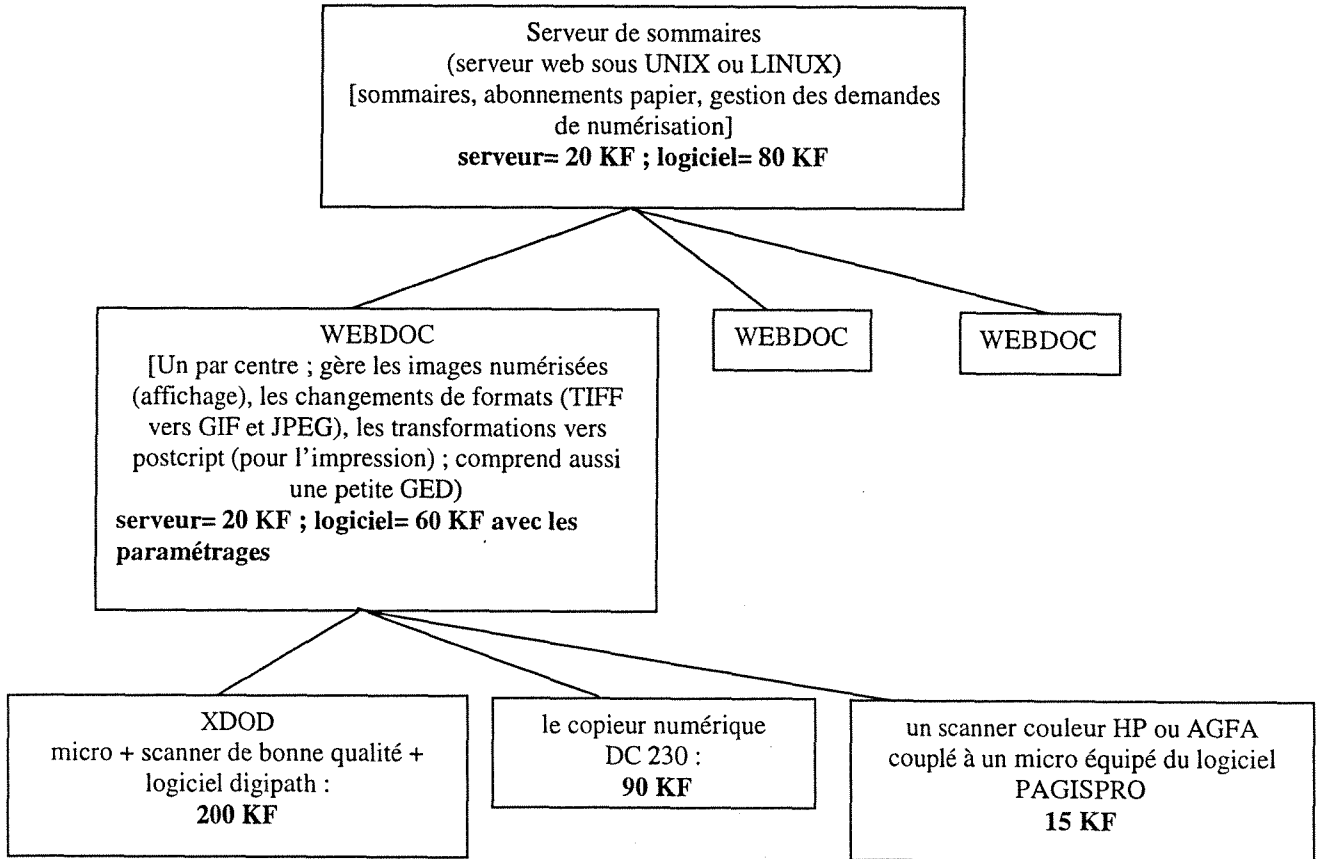 Serveur de sommaires
(serveur web sous UNIX ou LINUX)
[sommaires, abonnements papier, gestion des demandes
de numérisation]
serveur= 20 KF ; logiciel= 80 KF
WEBDOC
[Un par centre ; gère les images numérisées
(affichage), les changements de formats (TIFF
vers GIF et JPEG), les transformations vers
postcript (pour l'impression) ; comprend aussi
une petite GED)
serveur= 20 KF ; logiciel= 60 KF avec les
paramétrages
WEBDOC
WEBDOC
XDOD
micro + scanner de bonne qualité +
logiciel digipath :
200 KF
le copieur numérique
DC 230 :
90 KF
un scanner couleur HP ou AGFA
couplé à un micro équipé du logiciel
PAGISPRO
15 KF